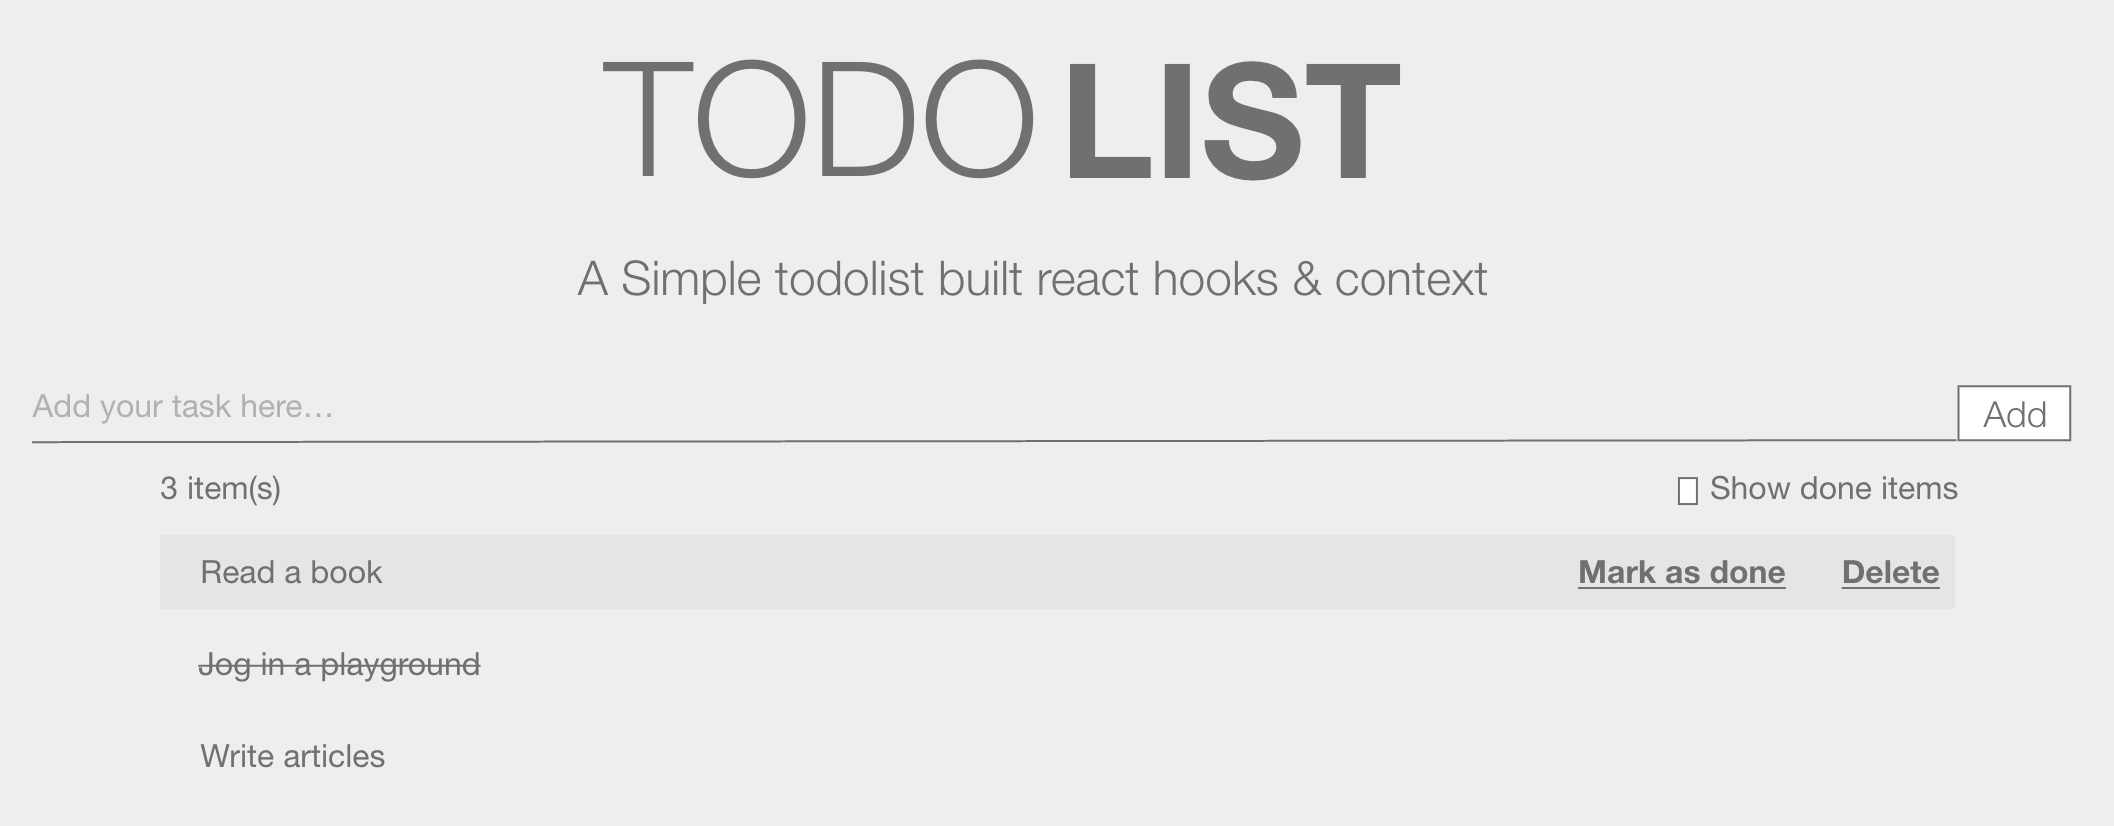 TODO LIST
A Simple todolist built react hooks & context
Add your task here...
Add
3 item(s)
Show done items
Read a book
Mark as done
Delete
Jog in a playground
Write articles